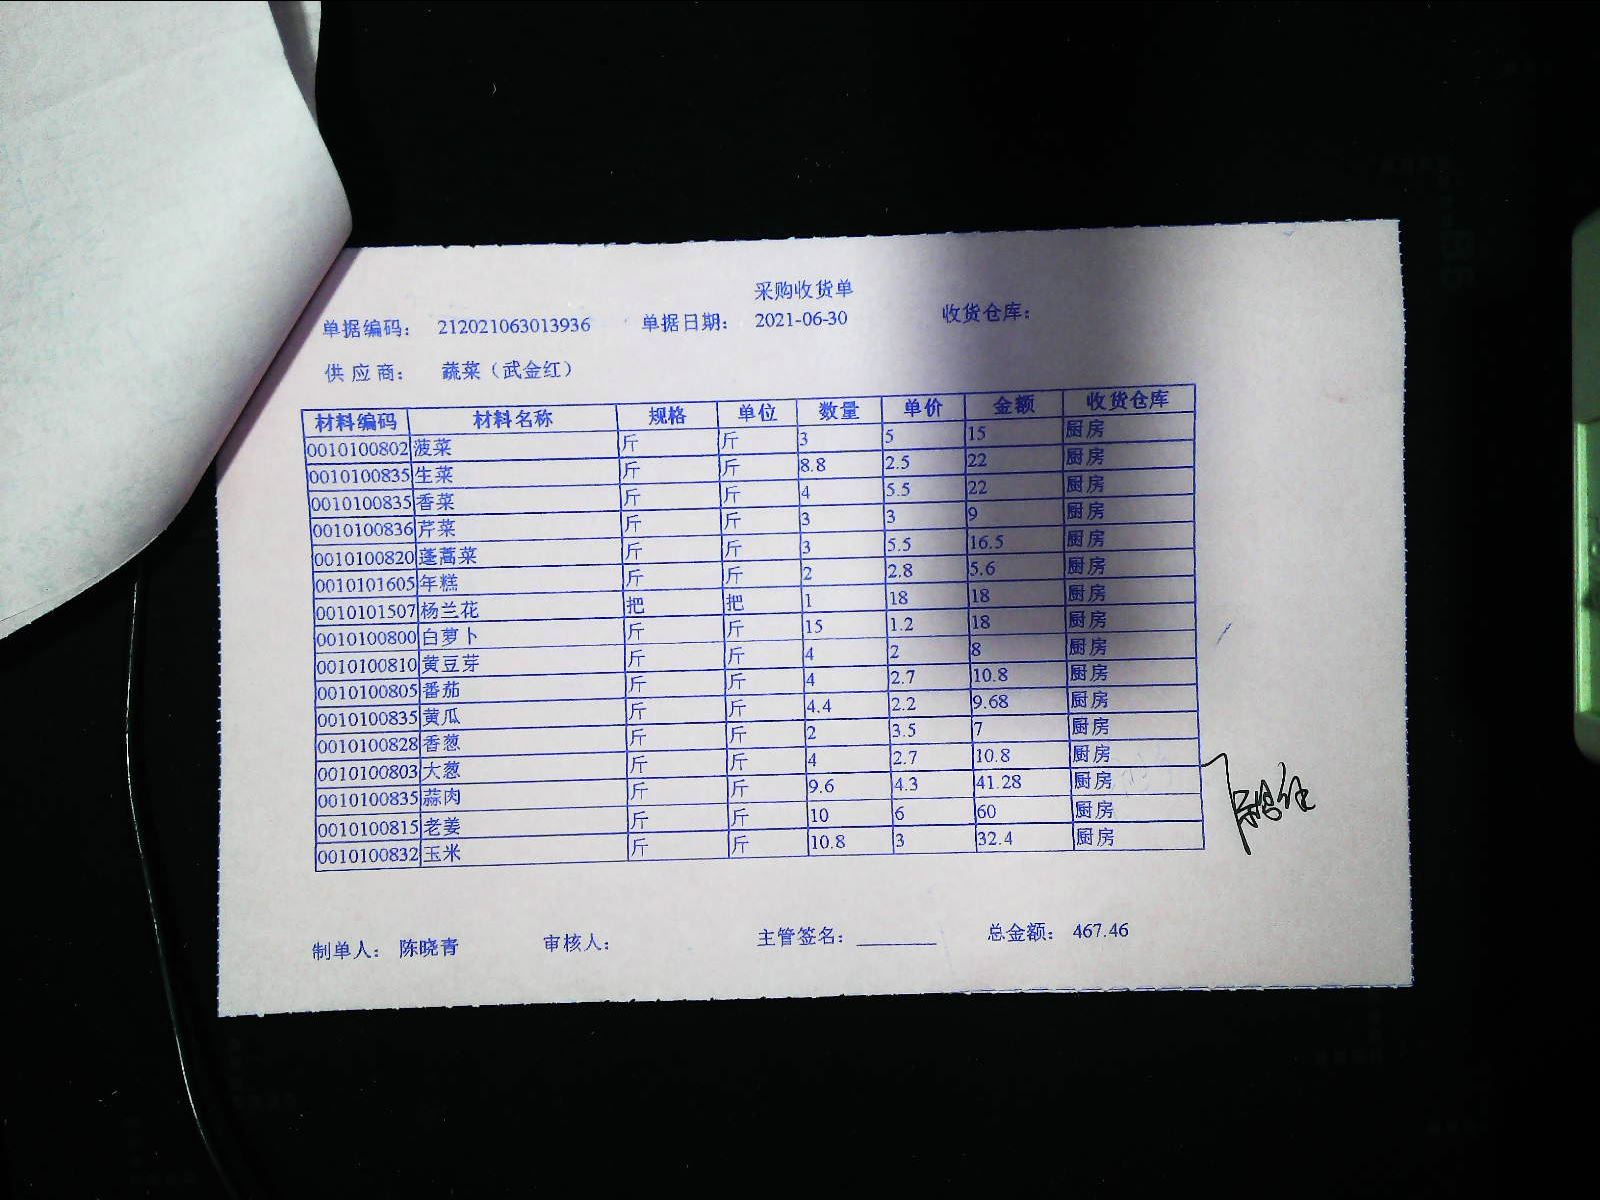 采购收货单
单据编码: 212021063013936 单据日期: 2021-06-30 收货仓库:
供应商: 蔬菜（武金红）
材料编码 材料名称 规格 单位 数量 单价 金额 收货仓库
0010100802 菠菜 斤 斤 3 5 15 厨房
0010100835 生菜 斤 斤 8.8 2.5 22 厨房
0010100835 香菜 斤 斤 4 5.5 22 厨房
0010100836 芹菜 斤 斤 3 3 9 厨房
0010100820 蓬蒿菜 斤 斤 3 5.5 16.5 厨房
0010101605 年糕 斤 斤 2 2.8 5.6 厨房
0010101507 杨兰花 把 把 1 18 18 厨房
0010100800 白萝卜 斤 斤 15 1.2 18 厨房
0010100810 黄豆芽 斤 斤 4 2 8 厨房
0010100805 番茄 斤 斤 4 2.7 10.8 厨房
0010100835 黄瓜 斤 斤 4.4 2.2 9.68 厨房
0010100828 香葱 斤 斤 2 3.5 7 厨房
0010100803 大葱 斤 斤 4 2.7 10.8 厨房
0010100835 蒜肉 斤 斤 9.6 4.3 41.28 厨房
0010100815 老姜 斤 斤 10 6 60 厨房
0010100832 玉米 斤 斤 10.8 3 32.4 厨房
制单人: 陈晓青 审核人: 主管签名: ________ 总金额: 467.46